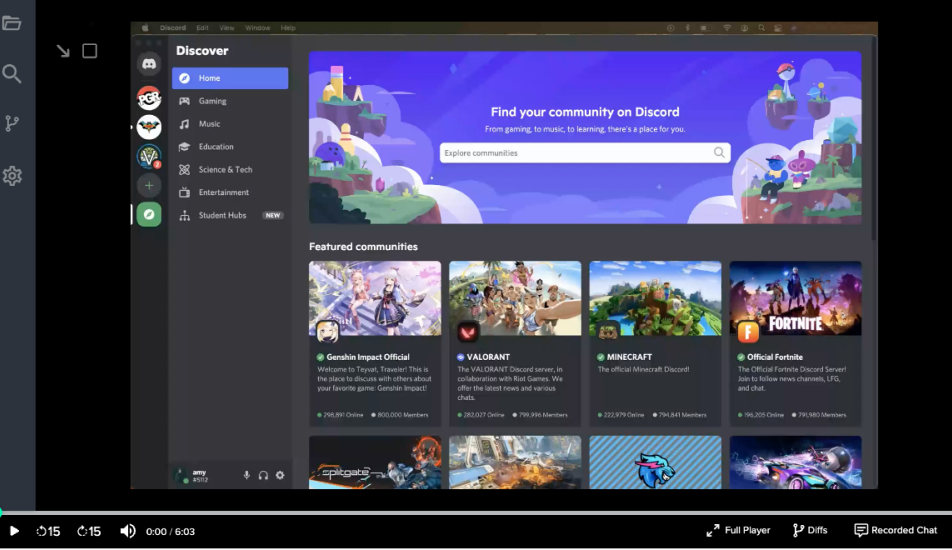 Discord Edit View Window Help
Discover
Home
Gaming
Music
Education
Science & Tech
Entertainment
Student Hubs NEW
Find your community on Discord
From gaming, to music, to learning, there's a place for you.
Explore communities
Featured communities
Genshin Impact Official
Welcome to Teyvat, Traveler! This is
the place to discuss with others about
your favorite game: Genshin Impact!
298,891 Online 800,000 Members
VALORANT
The VALORANT Discord server, in
collaboration with Riot Games. We
offer the latest news and various
chats.
282,027 Online 799,996 Members
MINECRAFT
The official Minecraft Discord!
222,979 Online 794,841 Members
FORTNITE
Official Fortnite
The Official Fortnite Discord Server!
Join to follow news channels, LFG,
and chat.
196,205 Online 791,980 Members
PGR
splitgate
amy
#5112
15 15 0:00 / 6:03
Full Player Diffs Recorded Chat